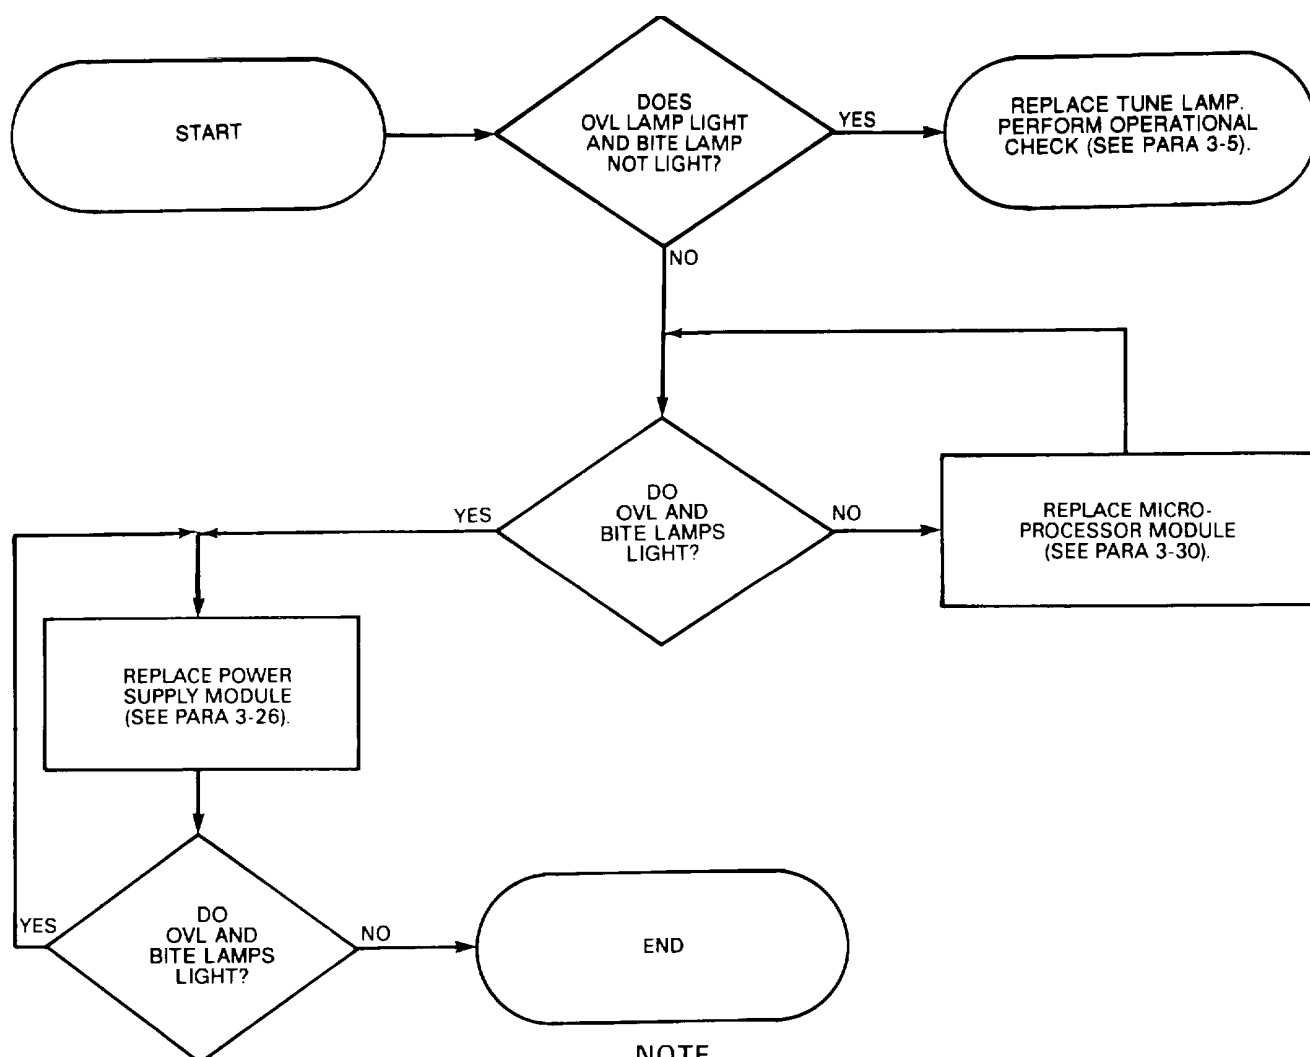 START
DOES
OVL LAMP LIGHT
AND BITE LAMP
NOT LIGHT?
YES
REPLACE TUNE LAMP.
PERFORM OPERATIONAL
CHECK (SEE PARA 3-5).
NO
DO
OVL AND
BITE LAMPS
LIGHT?
YES
NO
REPLACE MICRO-
PROCESSOR MODULE
(SEE PARA 3-30).
REPLACE POWER
SUPPLY MODULE
(SEE PARA 3-26).
DO
OVL AND
BITE LAMPS
LIGHT?
YES
NO
END
NOTE